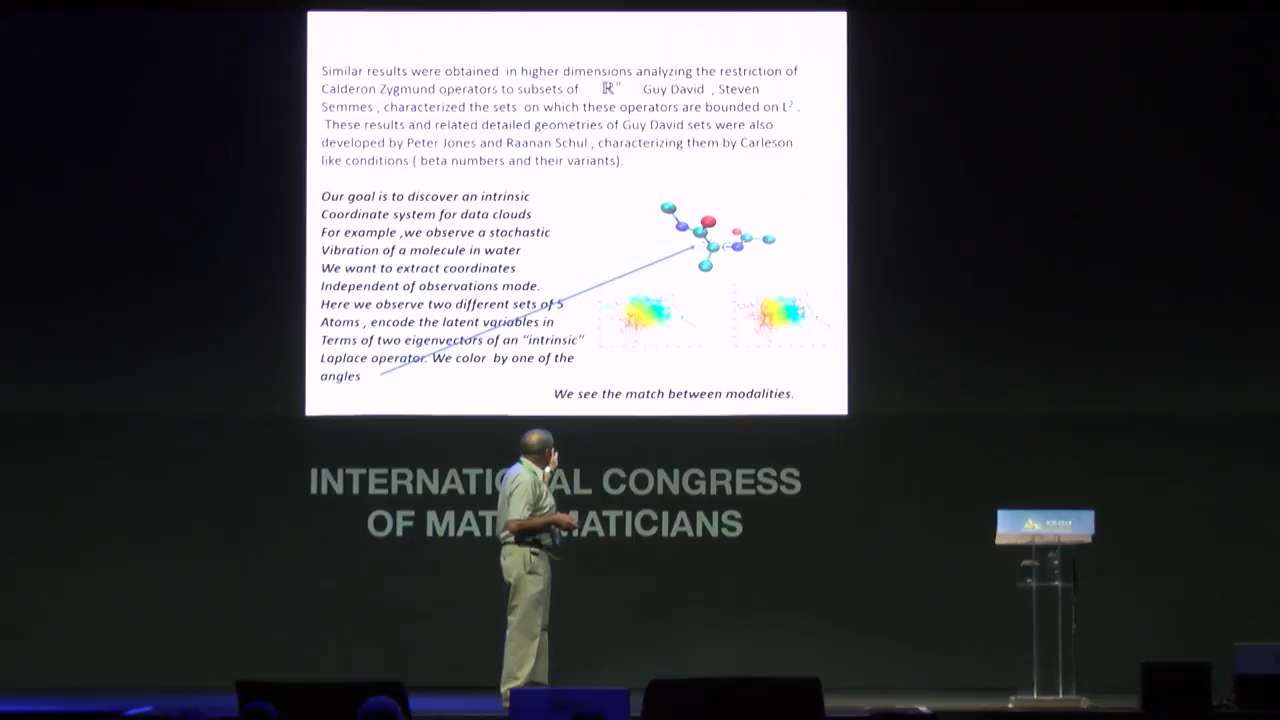 Similar results were obtained in higher dimensions analyzing the restriction of
Calderon Zygmund operators to subsets of ℝⁿ Guy David , Steven
Semmes , characterized the sets on which these operators are bounded on L² .
These results and related detailed geometries of Guy David sets were also
developed by Peter Jones and Raanan Schul , characterizing them by Carleson
like conditions ( beta numbers and their variants).
Our goal is to discover an intrinsic
Coordinate system for data clouds
For example ,we observe a stochastic
Vibration of a molecule in water
We want to extract coordinates
Independent of observations mode.
Here we observe two different sets of 5
Atoms , encode the latent variables in
Terms of two eigenvectors of an “intrinsic”
Laplace operator. We color by one of the
angles
We see the match between modalities.
INTERNATI AL CONGRESS
OF MAT MATICIANS